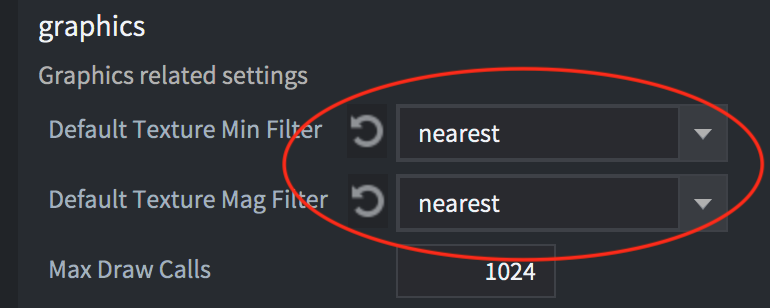 graphics
Graphics related settings
Default Texture Min Filter nearest
Default Texture Mag Filter nearest
Max Draw Calls 1024